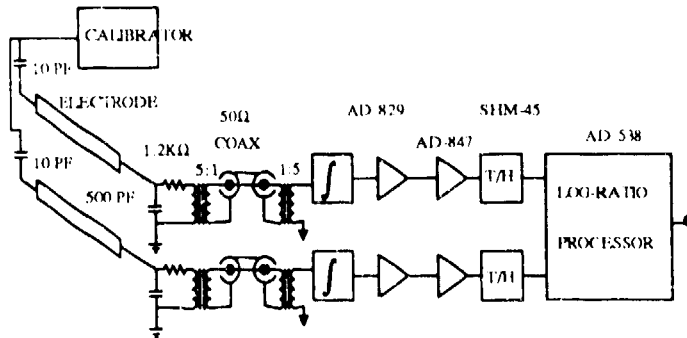 CALIBRATOR
10 PF
ELECTRODE
50Ω
COAX
AD-829
SHM-45
AD-847
AD-538
1.2KΩ
5:1
1:5
10 PF
500 PF
∫
T/H
LOG-RATIO
PROCESSOR
∫
T/H